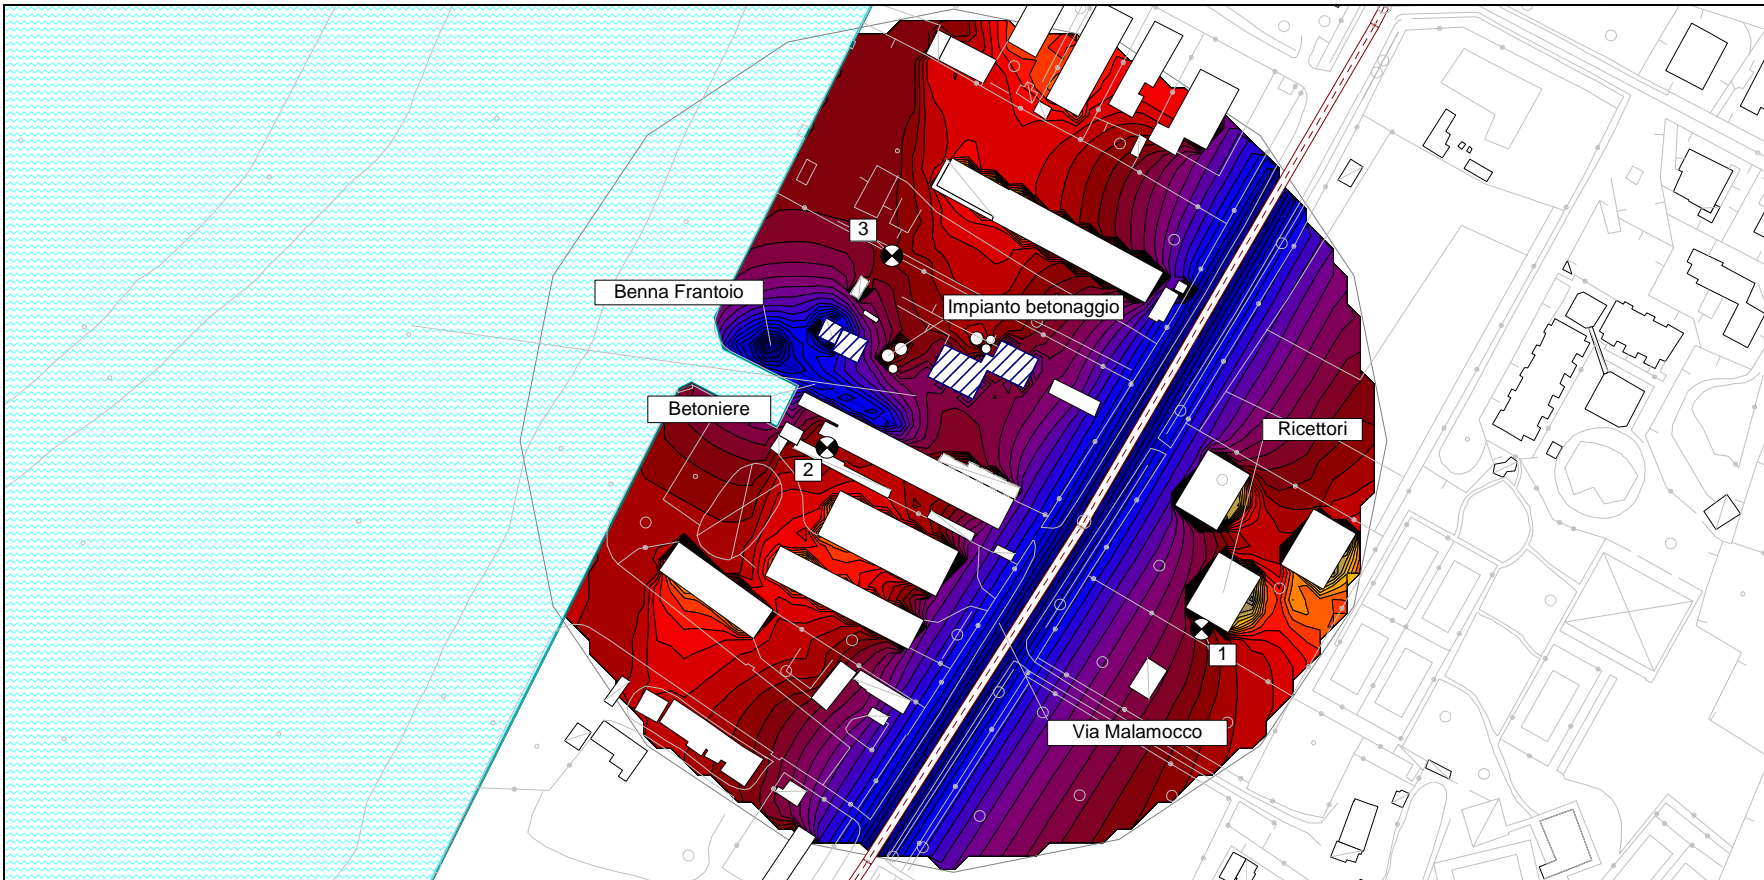 3
Benna Frantoio
Impianto betonaggio
Betoniere
Ricettori
2
1
Via Malamocco